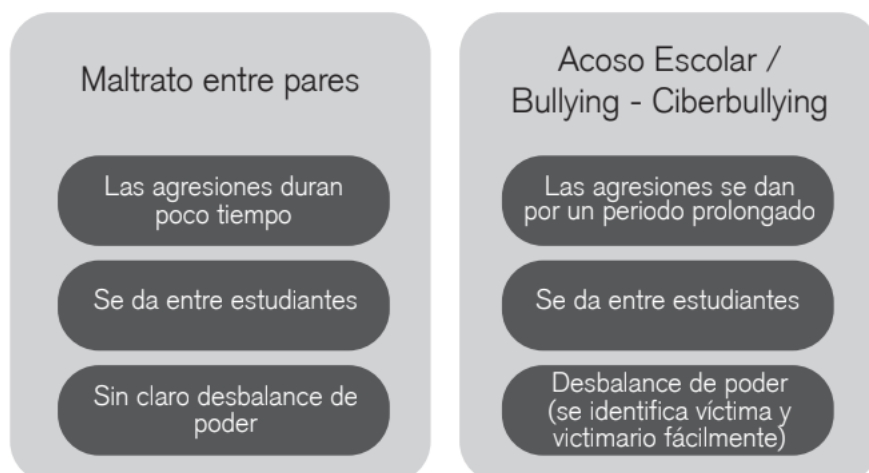 Maltrato entre pares
Las agresiones duran
poco tiempo
Se da entre estudiantes
Sin claro desbalance de
poder
Acoso Escolar /
Bullying - Ciberbullying
Las agresiones se dan
por un periodo prolongado
Se da entre estudiantes
Desbalance de poder
(se identifica víctima y
victimario fácilmente)